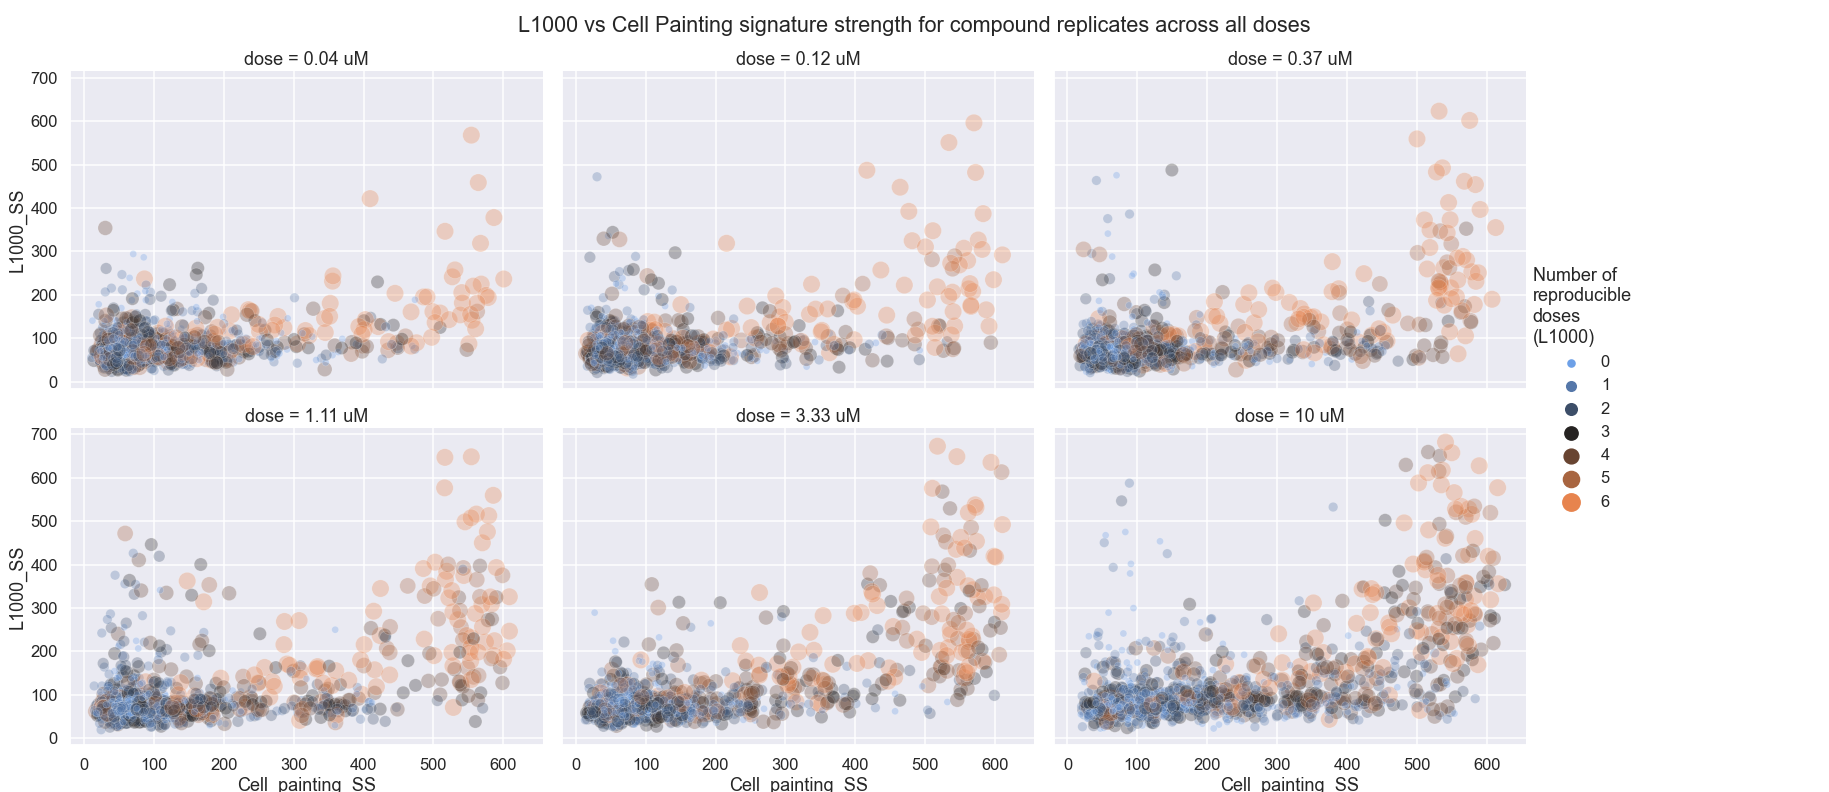 L1000 vs Cell Painting signature strength for compound replicates across all doses
dose = 0.04 uM
dose = 0.12 uM
dose = 0.37 uM
700
600
500
400
300
200
100
0
L1000_SS
dose = 1.11 uM
dose = 3.33 uM
dose = 10 uM
700
600
500
400
300
200
100
0
L1000_SS
0 100 200 300 400 500 600
0 100 200 300 400 500 600
0 100 200 300 400 500 600
Cell_painting_SS
Cell_painting_SS
Cell_painting_SS
Number of
reproducible
doses
(L1000)
0
1
2
3
4
5
6